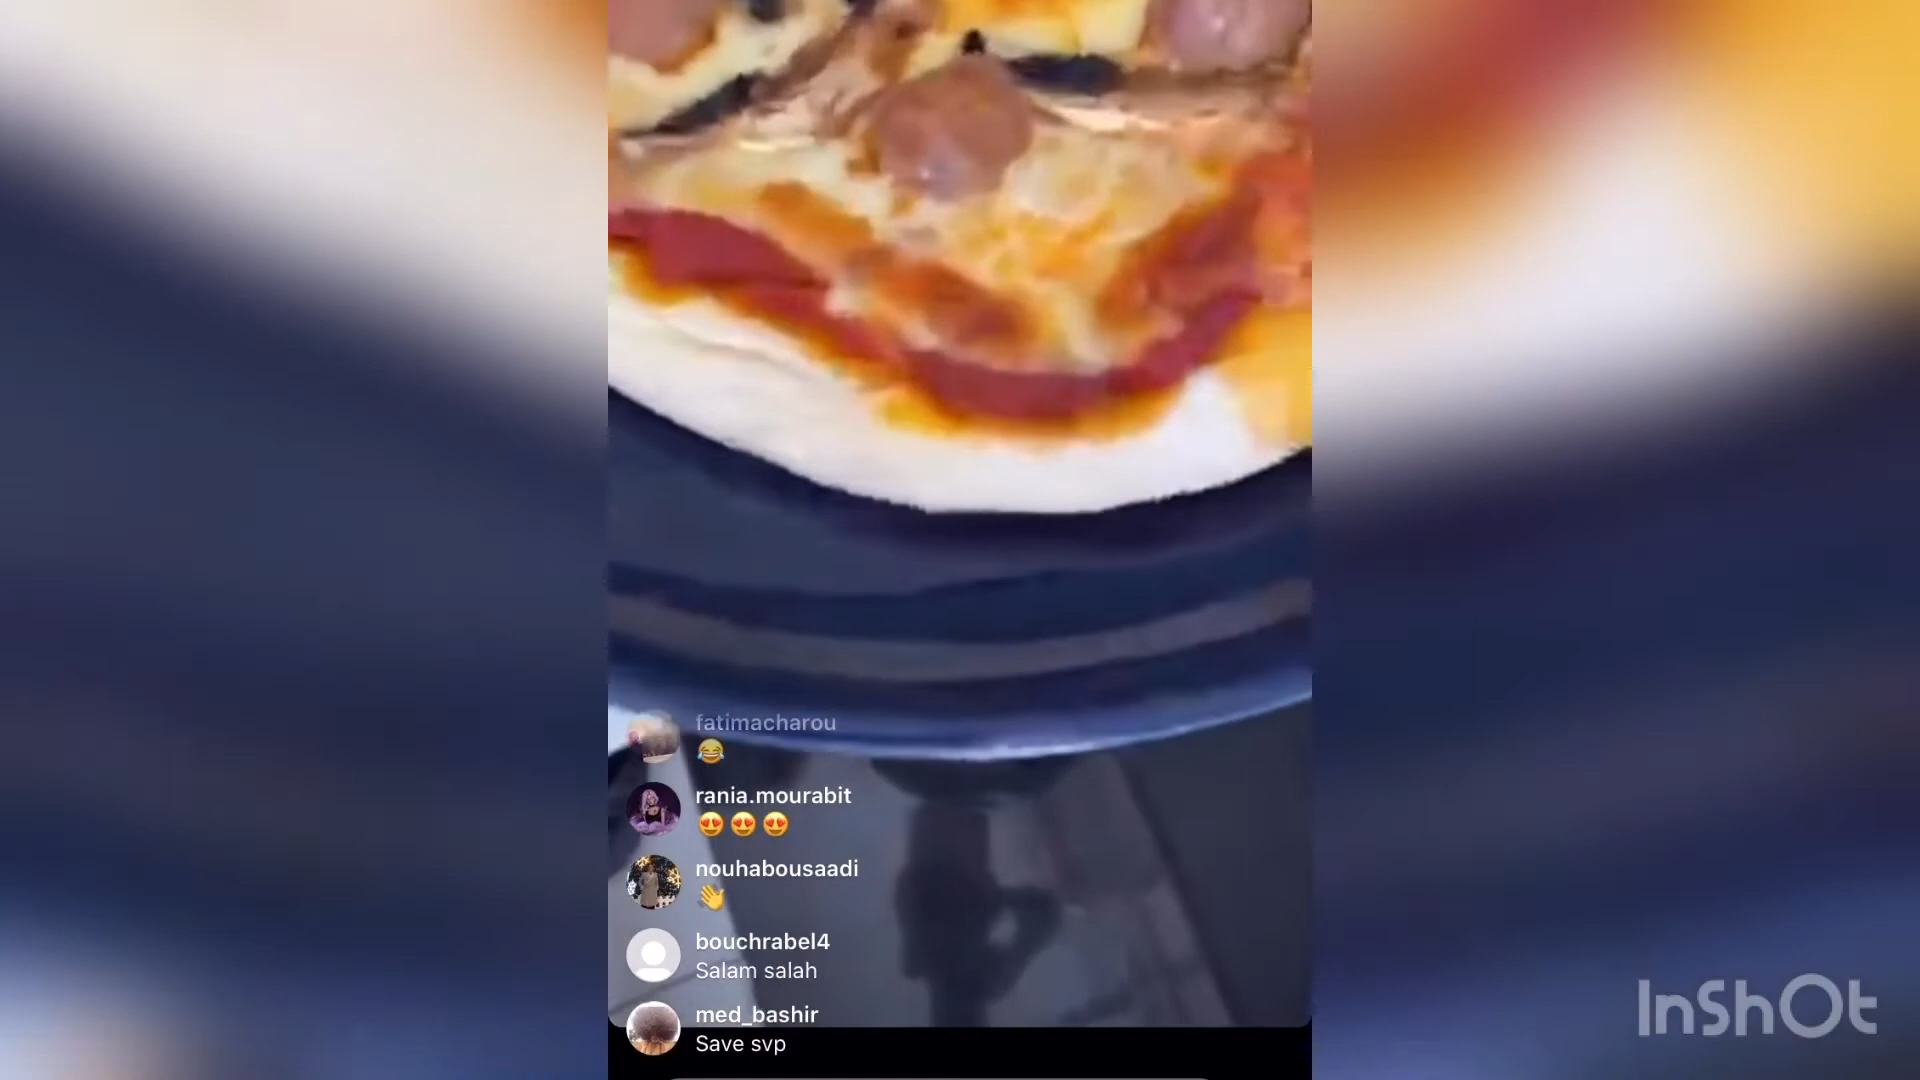 fatimacharou
😂
rania.mourabit
😍😍😍
nouhabousaadi
👋
bouchrabel4
Salam salah
med_bashir
Save svp
InShOt